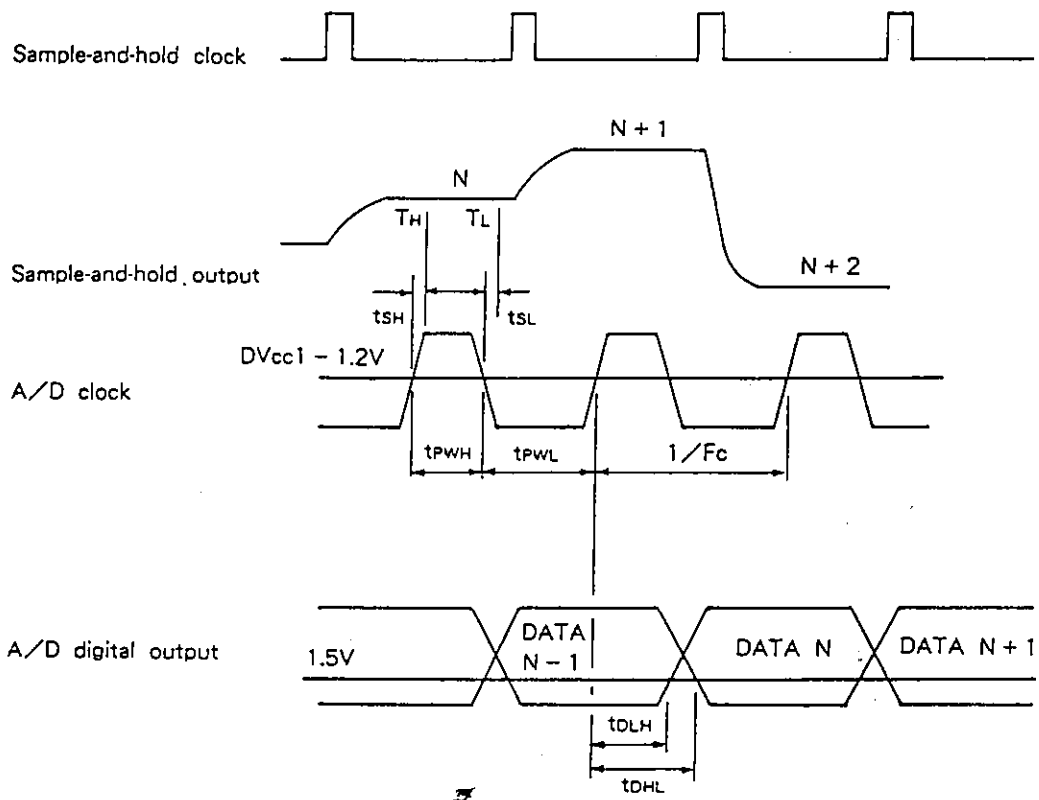 Sample-and-hold clock
N + 1
N
TH TL
Sample-and-hold output
N + 2
tSH tSL
DVcc1 - 1.2V
A/D clock
tPWH tPWL 1/Fc
DATA
N - 1
A/D digital output
1.5V
DATA N
DATA N + 1
tDLH
tDHL